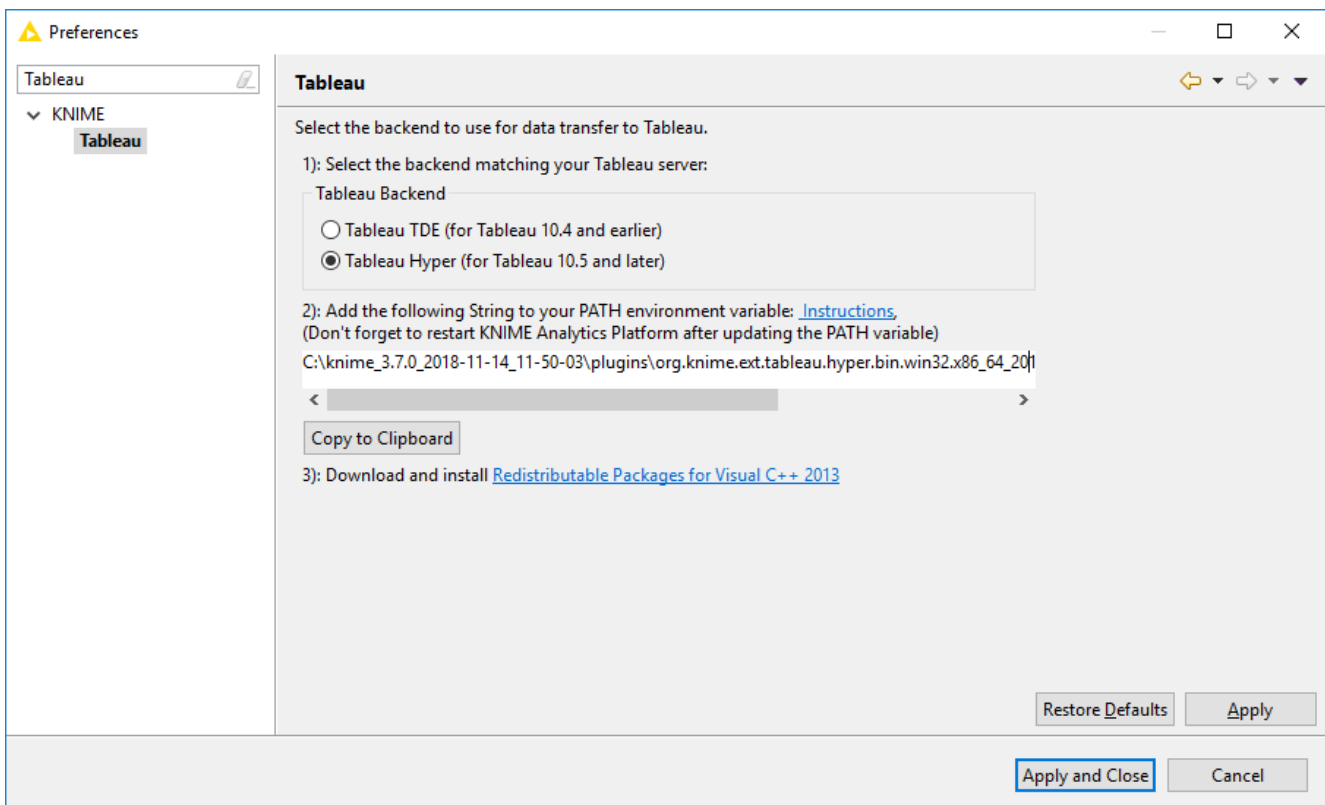 Preferences
Tableau
Tableau
KNIME
Tableau
Select the backend to use for data transfer to Tableau.
1): Select the backend matching your Tableau server:
Tableau Backend
Tableau TDE (for Tableau 10.4 and earlier)
Tableau Hyper (for Tableau 10.5 and later)
2): Add the following String to your PATH environment variable: Instructions,
(Don't forget to restart KNIME Analytics Platform after updating the PATH variable)
C:\knime_3.7.0_2018-11-14_11-50-03\plugins\org.knime.ext.tableau.hyper.bin.win32.x86_64_201
Copy to Clipboard
3): Download and install Redistributable Packages for Visual C++ 2013
Restore Defaults Apply
Apply and Close Cancel